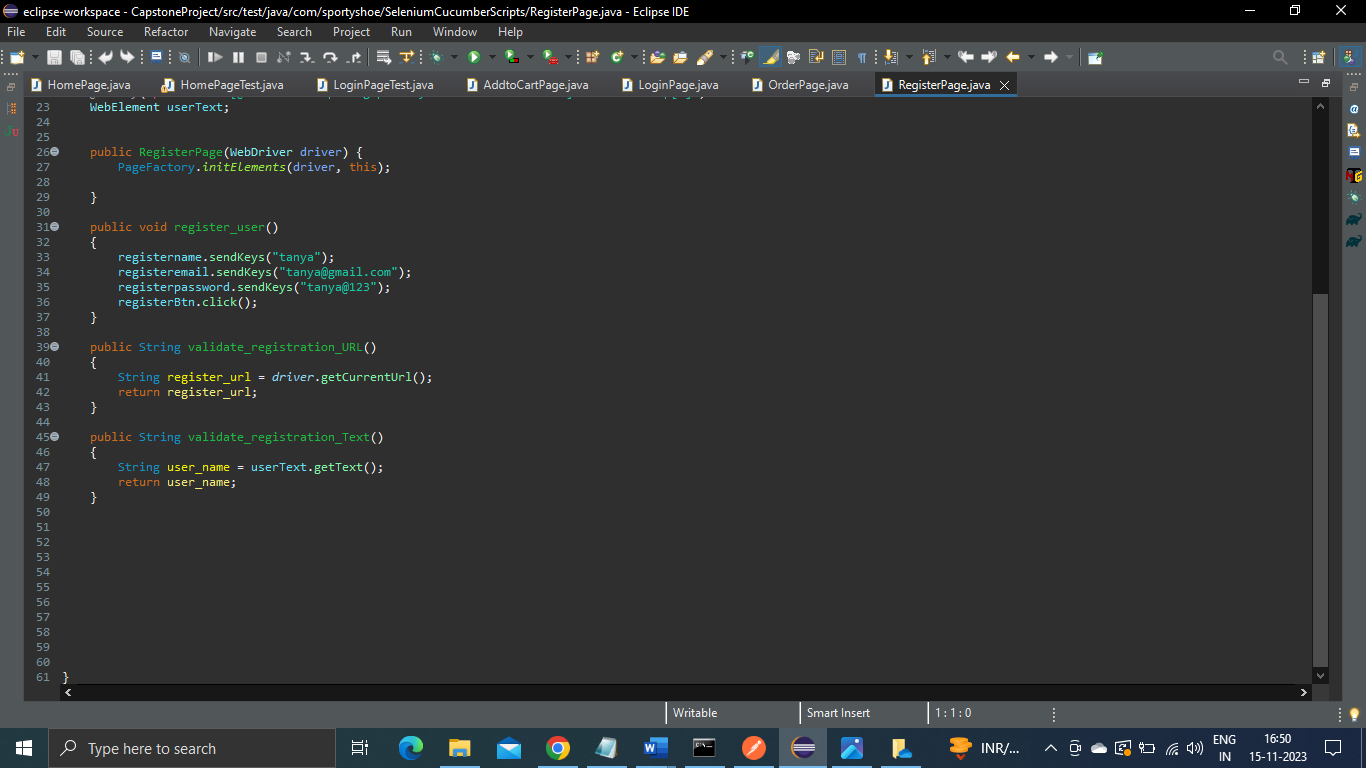 eclipse-workspace - CapstoneProject/src/test/java/com/sportyshoe/SeleniumCucumberScripts/RegisterPage.java - Eclipse IDE
File Edit Source Refactor Navigate Search Project Run Window Help
HomePage.java HomePageTest.java LoginPageTest.java AddtoCartPage.java LoginPage.java OrderPage.java RegisterPage.java
23 WebElement userText;
24
25
26 public RegisterPage(WebDriver driver) {
27 PageFactory.initElements(driver, this);
28
29 }
30
31 public void register_user()
32 {
33 registername.sendKeys("tanya");
34 registeremail.sendKeys("tanya@gmail.com");
35 registerpassword.sendKeys("tanya@123");
36 registerBtn.click();
37 }
38
39 public String validate_registration_URL()
40 {
41 String register_url = driver.getCurrentUrl();
42 return register_url;
43 }
44
45 public String validate_registration_Text()
46 {
47 String user_name = userText.getText();
48 return user_name;
49 }
50
51
52
53
54
55
56
57
58
59
60
61 }
Writable Smart Insert 1 : 1 : 0
Type here to search INR/... ENG 16:50
IN 15-11-2023